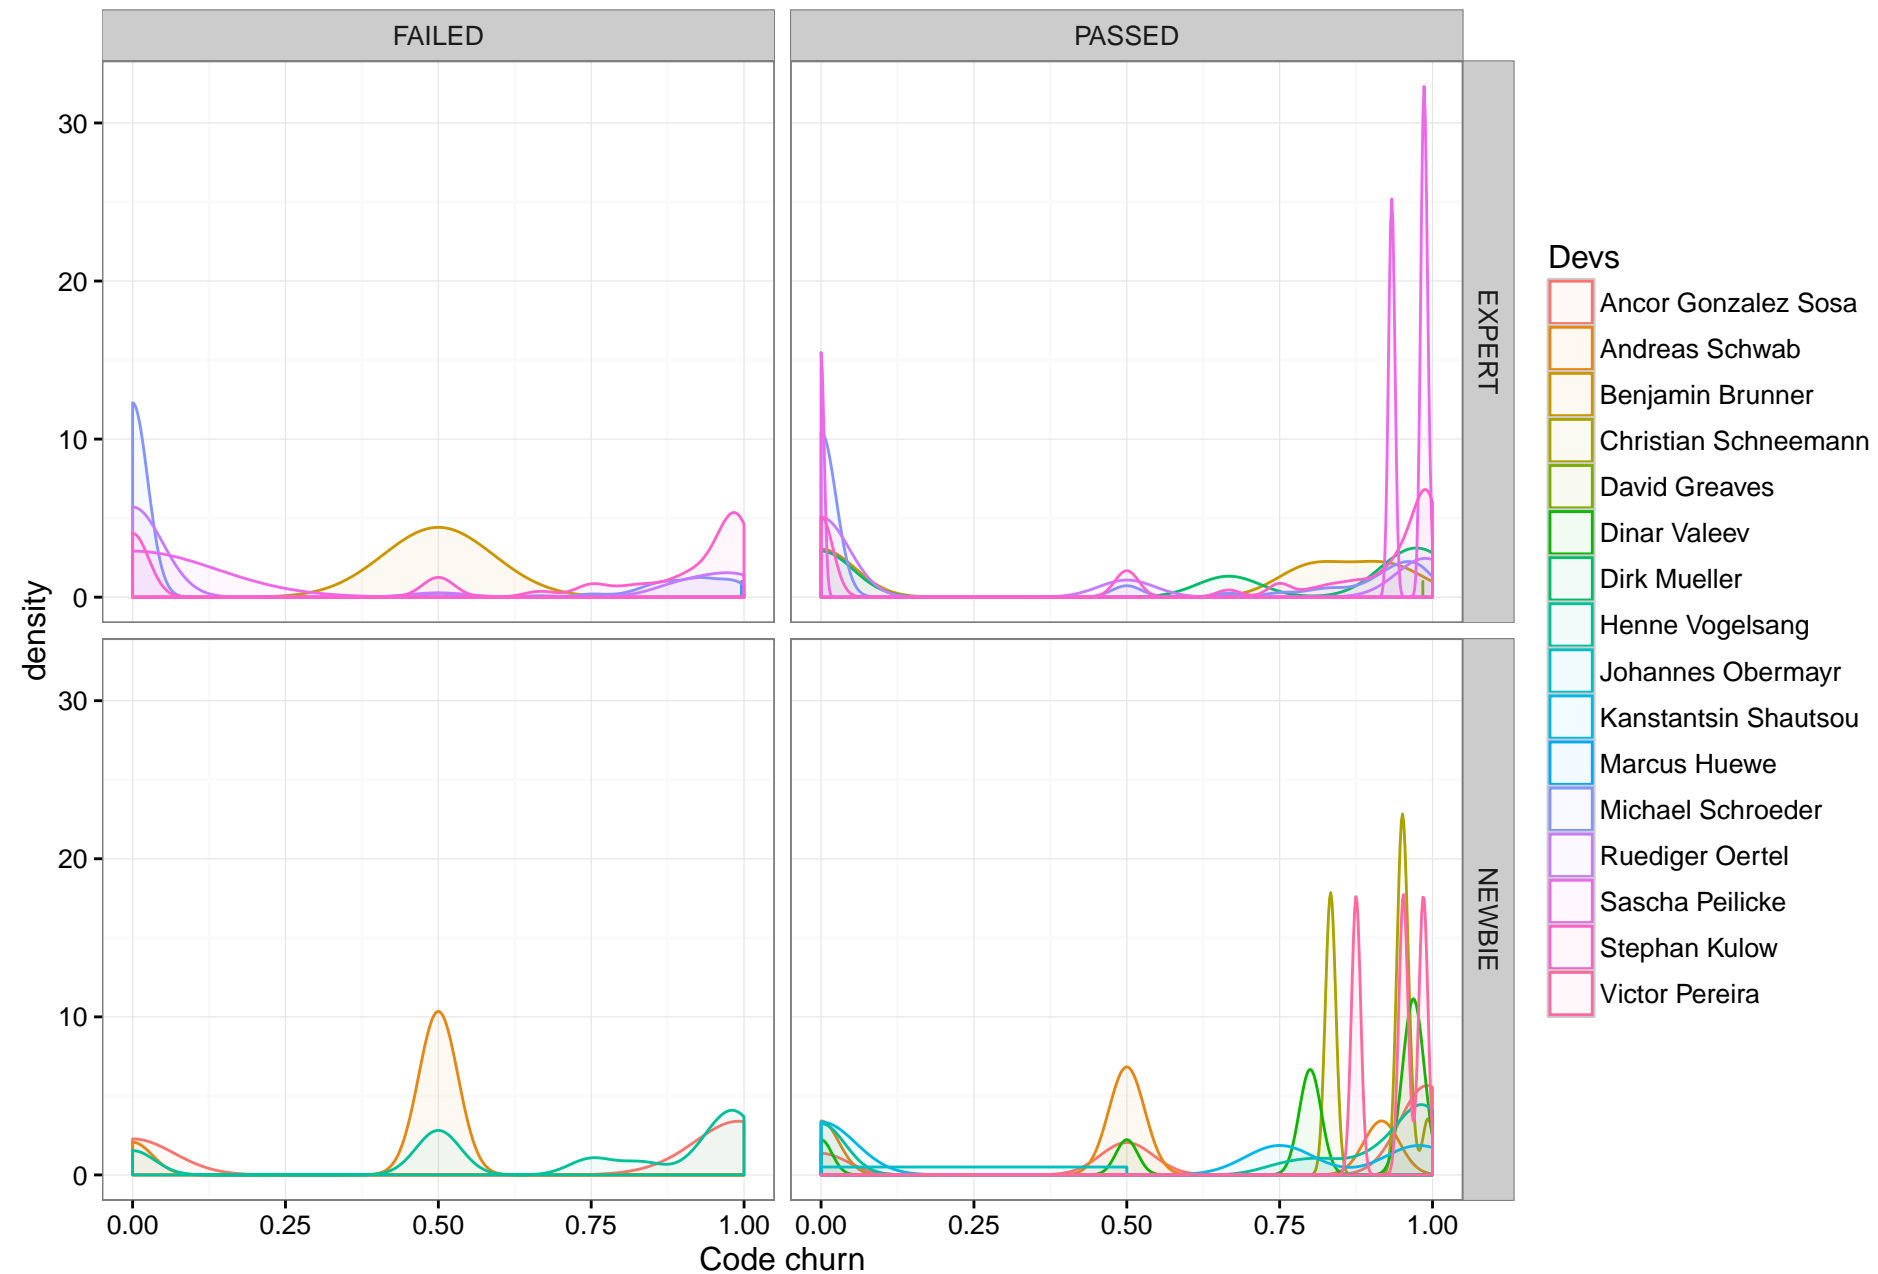 FAILED
PASSED
30
20
10
0
EXPERT
density
30
20
10
0
NEWBIE
0.00 0.25 0.50 0.75 1.00
0.00 0.25 0.50 0.75 1.00
Code churn
Devs
Ancor Gonzalez Sosa
Andreas Schwab
Benjamin Brunner
Christian Schneemann
David Greaves
Dinar Valeev
Dirk Mueller
Henne Vogelsang
Johannes Obermayr
Kanstantsin Shautsou
Marcus Huewe
Michael Schroeder
Ruediger Oertel
Sascha Peilicke
Stephan Kulow
Victor Pereira